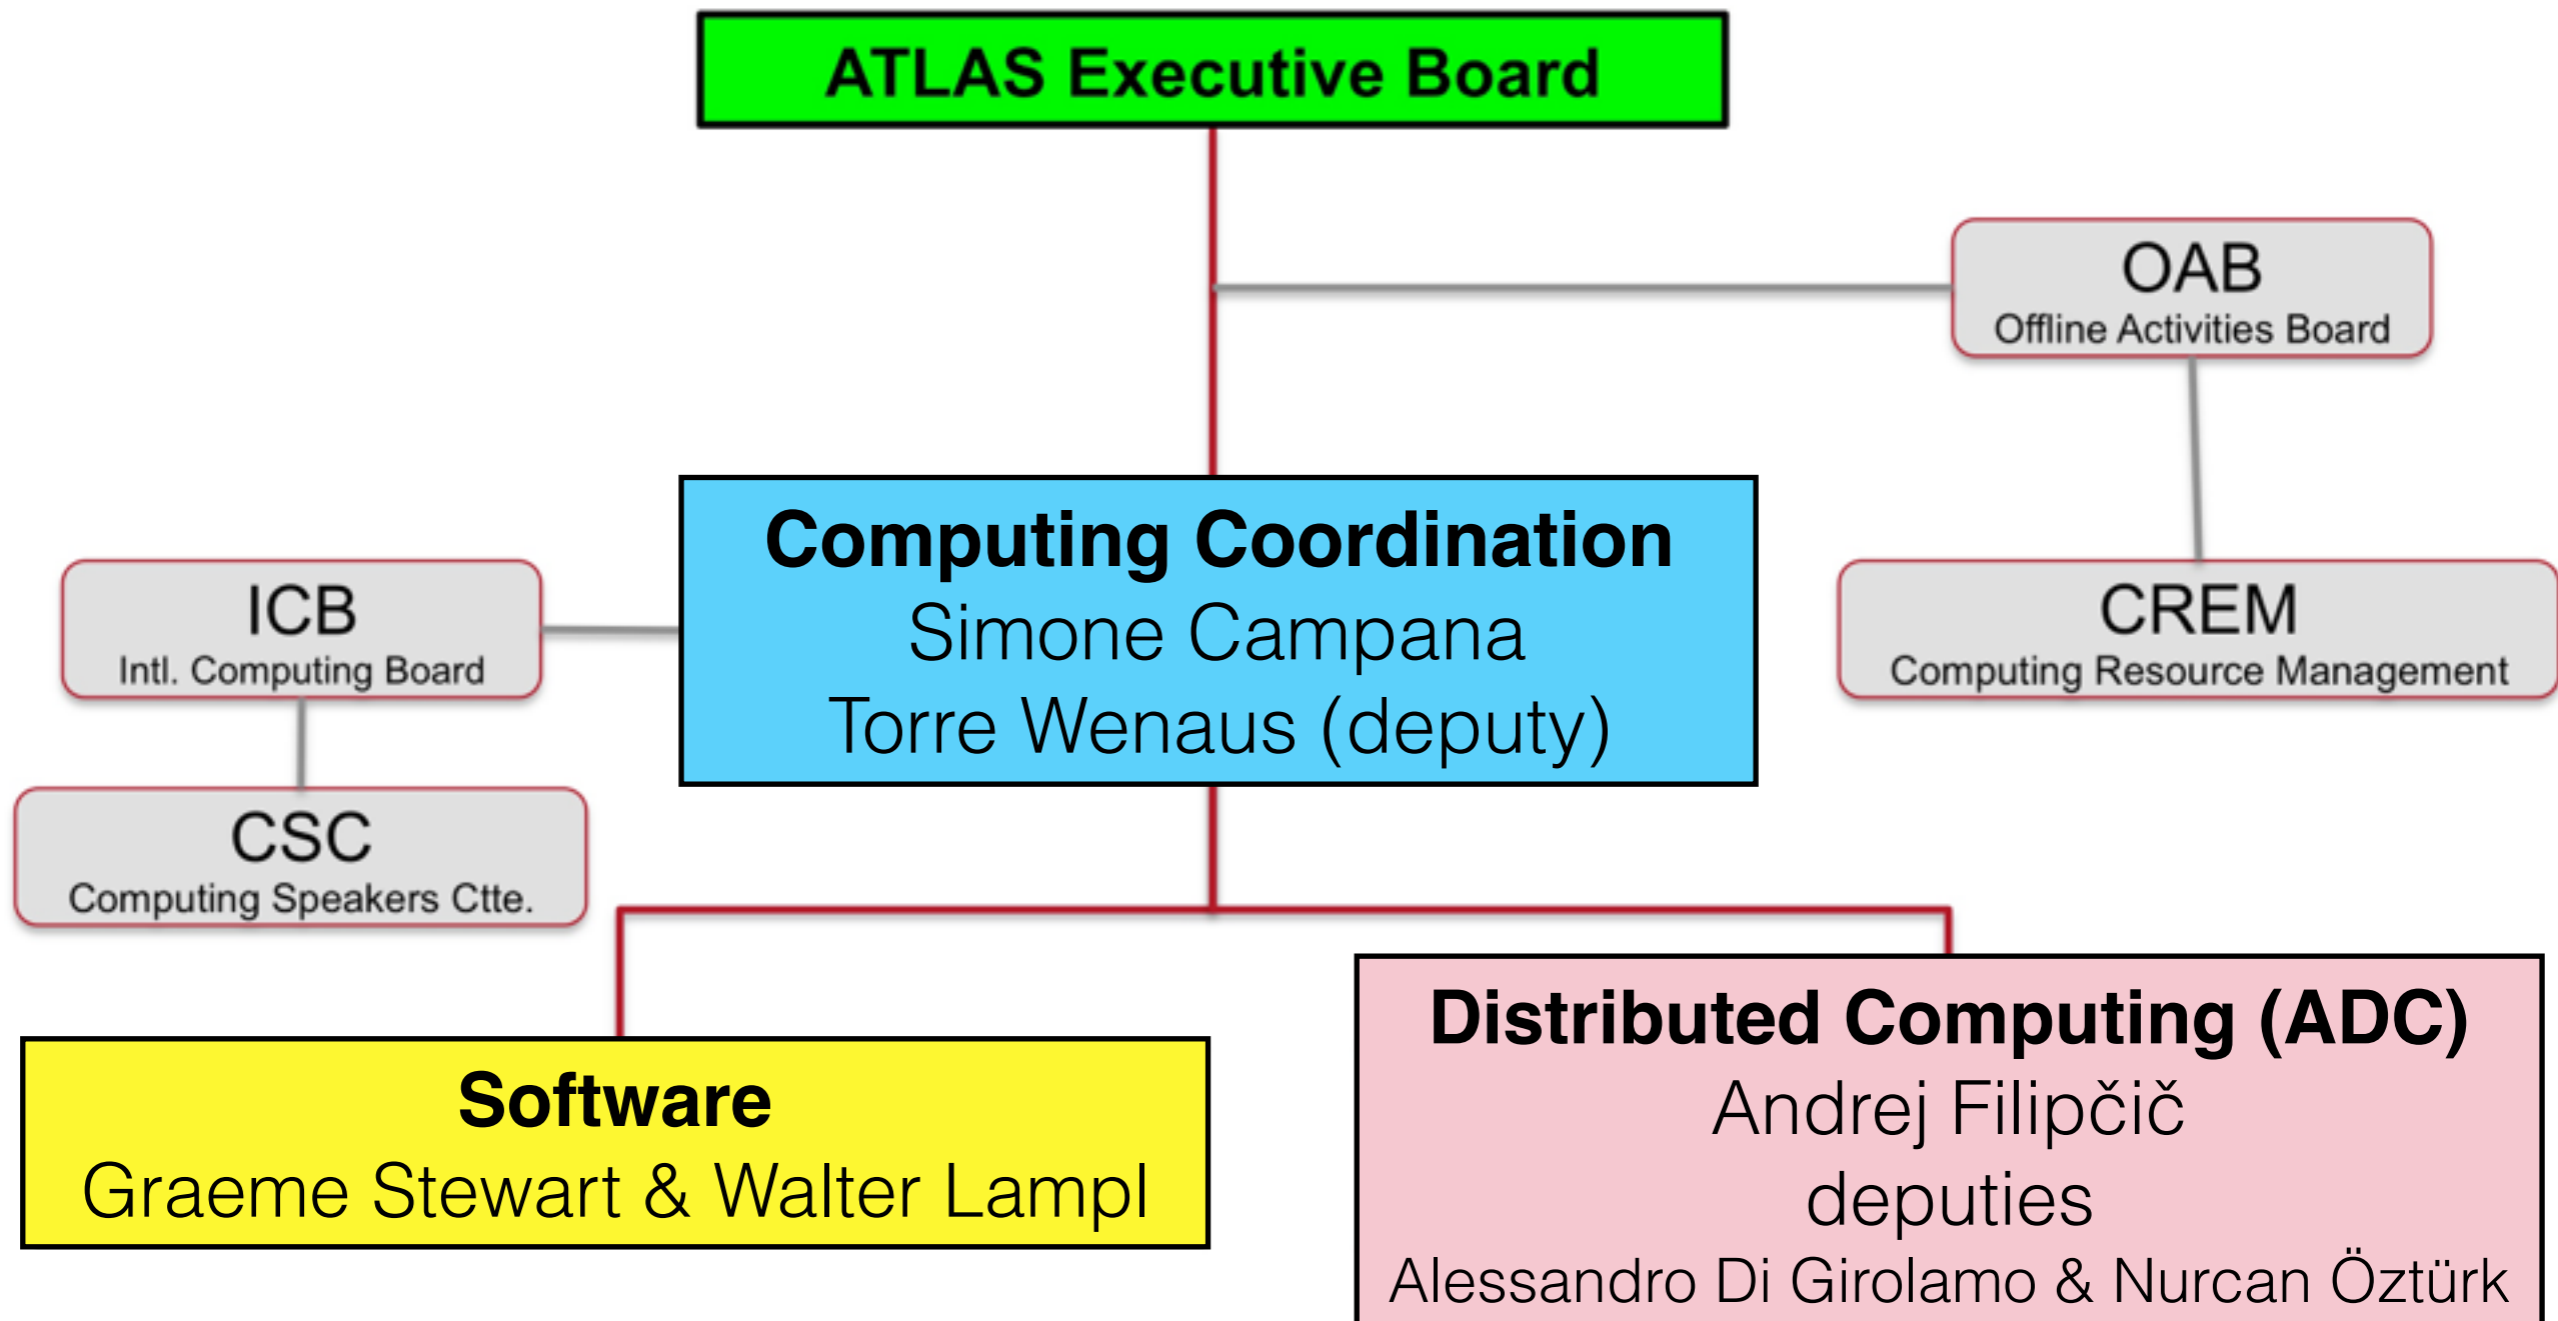 ATLAS Executive Board
OAB
Offline Activities Board
Computing Coordination
Simone Campana
Torre Wenaus (deputy)
ICB
Intl. Computing Board
CREM
Computing Resource Management
CSC
Computing Speakers Ctte.
Software
Graeme Stewart & Walter Lampl
Distributed Computing (ADC)
Andrej Filipčič
deputies
Alessandro Di Girolamo & Nurcan Öztürk